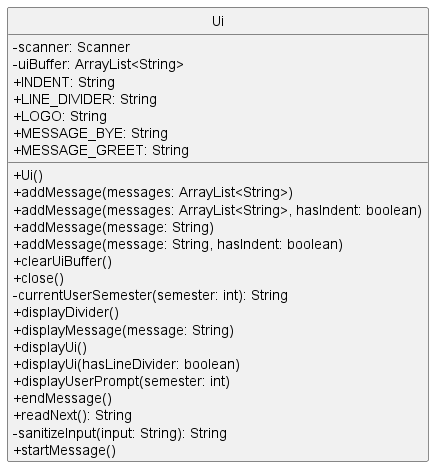 Ui
-scanner: Scanner
-uiBuffer: ArrayList<String>
+INDENT: String
+LINE_DIVIDER: String
+LOGO: String
+MESSAGE_BYE: String
+MESSAGE_GREET: String
+Ui()
+addMessage(messages: ArrayList<String>)
+addMessage(messages: ArrayList<String>, hasIndent: boolean)
+addMessage(message: String)
+addMessage(message: String, hasIndent: boolean)
+clearUiBuffer()
+close()
-currentUserSemester(semester: int): String
+displayDivider()
+displayMessage(message: String)
+displayUi()
+displayUi(hasLineDivider: boolean)
+displayUserPrompt(semester: int)
+endMessage()
+readNext(): String
-sanitizeInput(input: String): String
+startMessage()